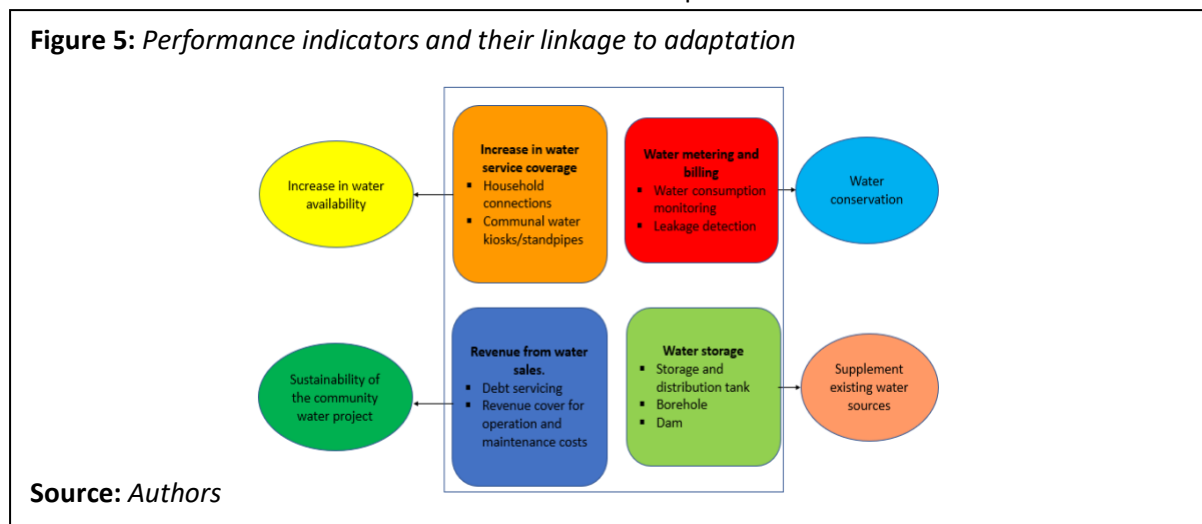 Figure 5: Performance indicators and their linkage to adaptation
Increase in water
availability
Increase in water
service coverage
▪ Household
connections
▪ Communal water
kiosks/standpipes
Water metering and
billing
▪ Water consumption
monitoring
▪ Leakage detection
Water
conservation
Sustainability of
the community
water project
Revenue from water
sales.
▪ Debt servicing
▪ Revenue cover for
operation and
maintenance costs
Water storage
▪ Storage and
distribution tank
▪ Borehole
▪ Dam
Supplement
existing water
sources
Source: Authors